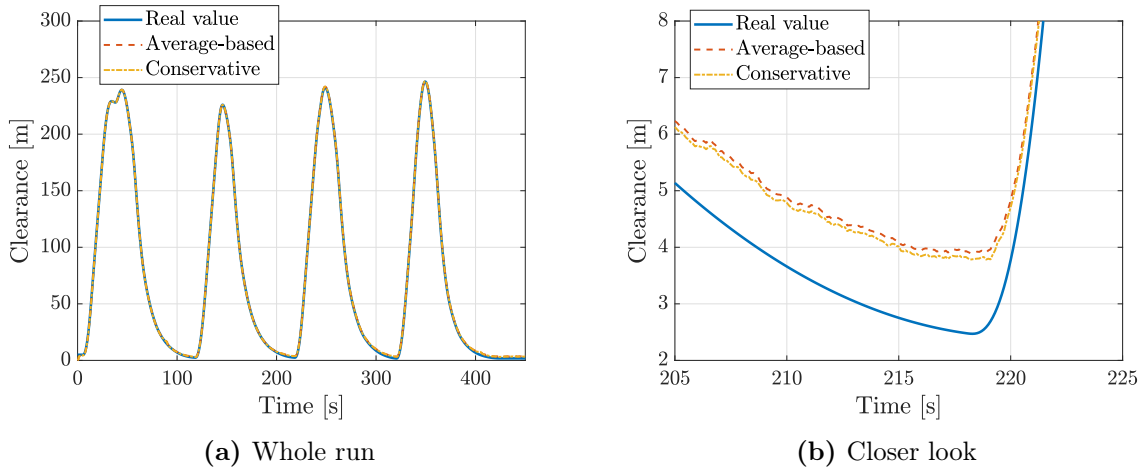 300
250
200
150
100
50
0
Clearance [m]
0
100
200
300
400
Time [s]
Real value
Average-based
Conservative
(a) Whole run
8
7
6
5
4
3
2
Clearance [m]
205
210
215
220
225
Time [s]
Real value
Average-based
Conservative
(b) Closer look